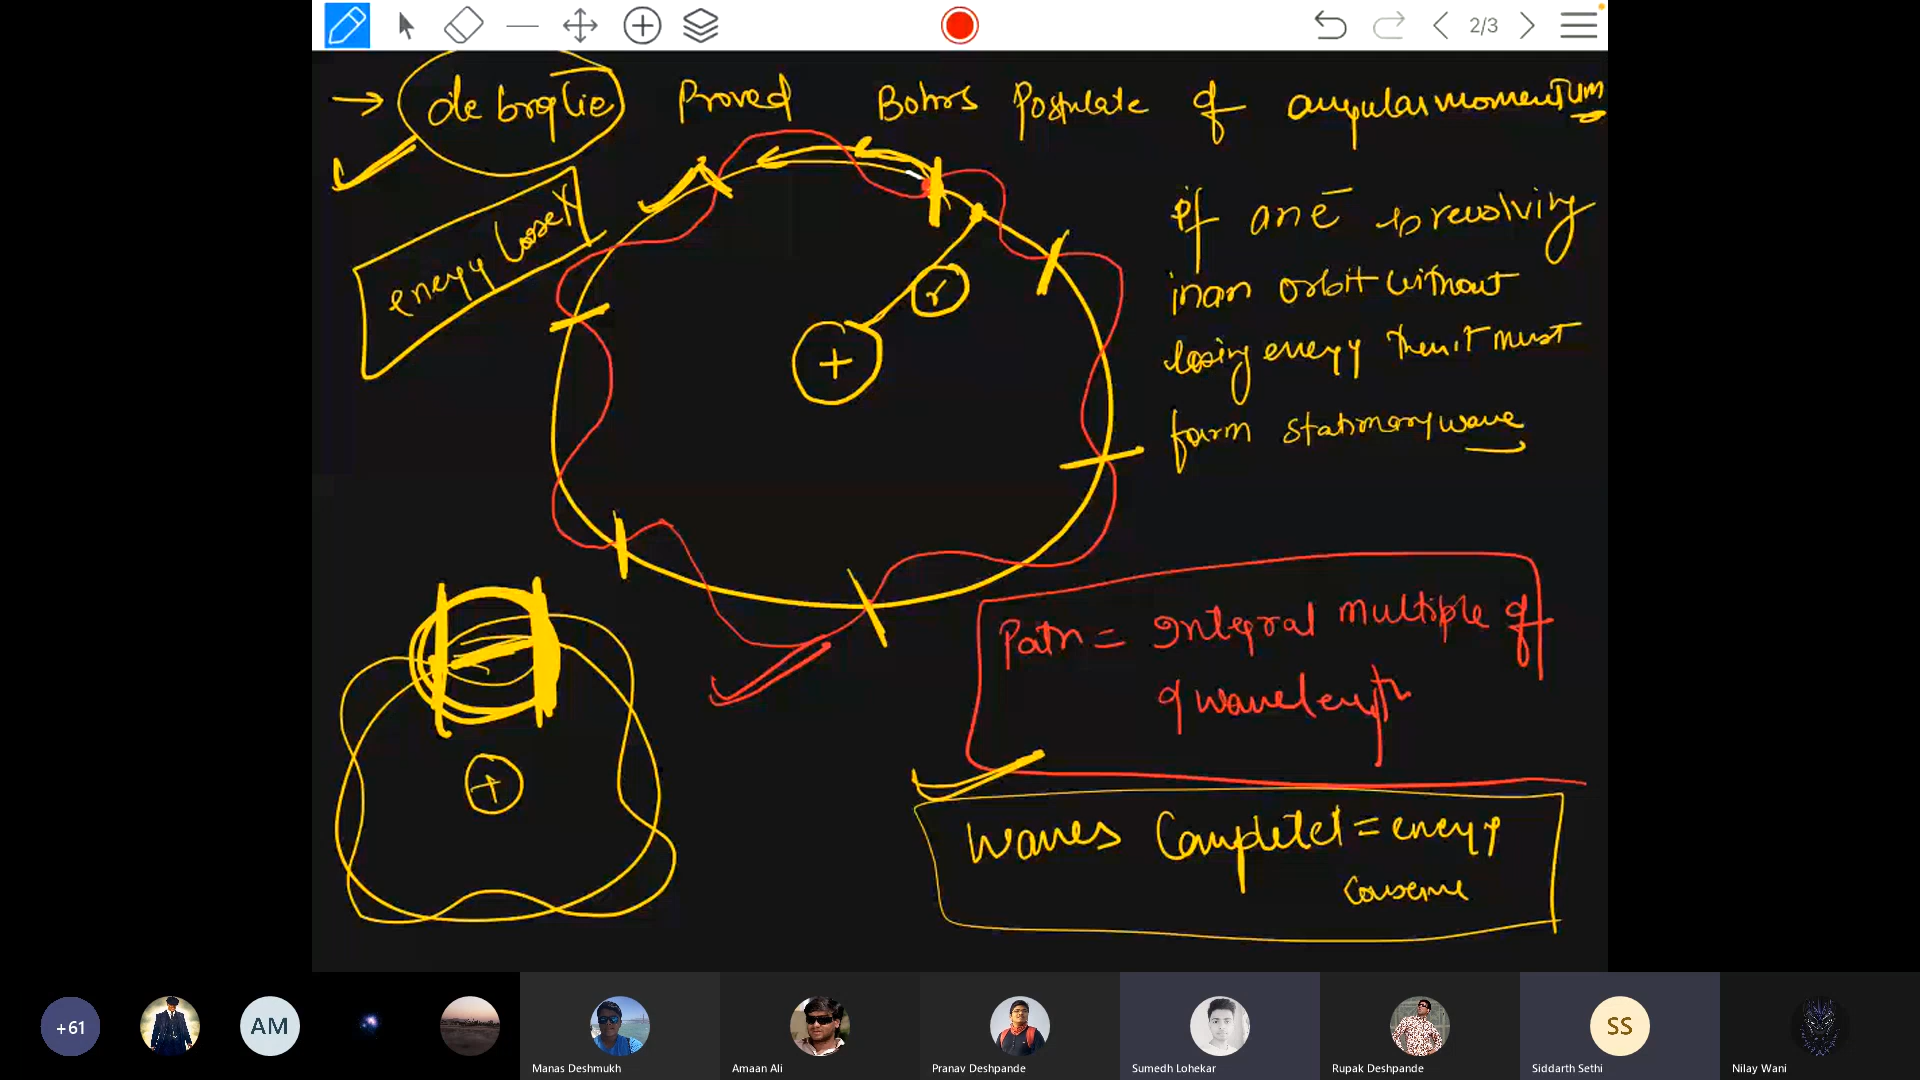 2/3
→ de broglie Proved Bohrs Postulate of angular momentum
energy loss X
if an e⁻ is revolving
in an orbit without
losing energy then it must
form stationary wave
r
+
Path = Integral multiple of
of wavelength
+
Waves Completed = energy
Conserve
+61
AM
SS
Manas Deshmukh
Amaan Ali
Pranav Deshpande
Sumedh Lohekar
Rupak Deshpande
Siddarth Sethi
Nilay Wani